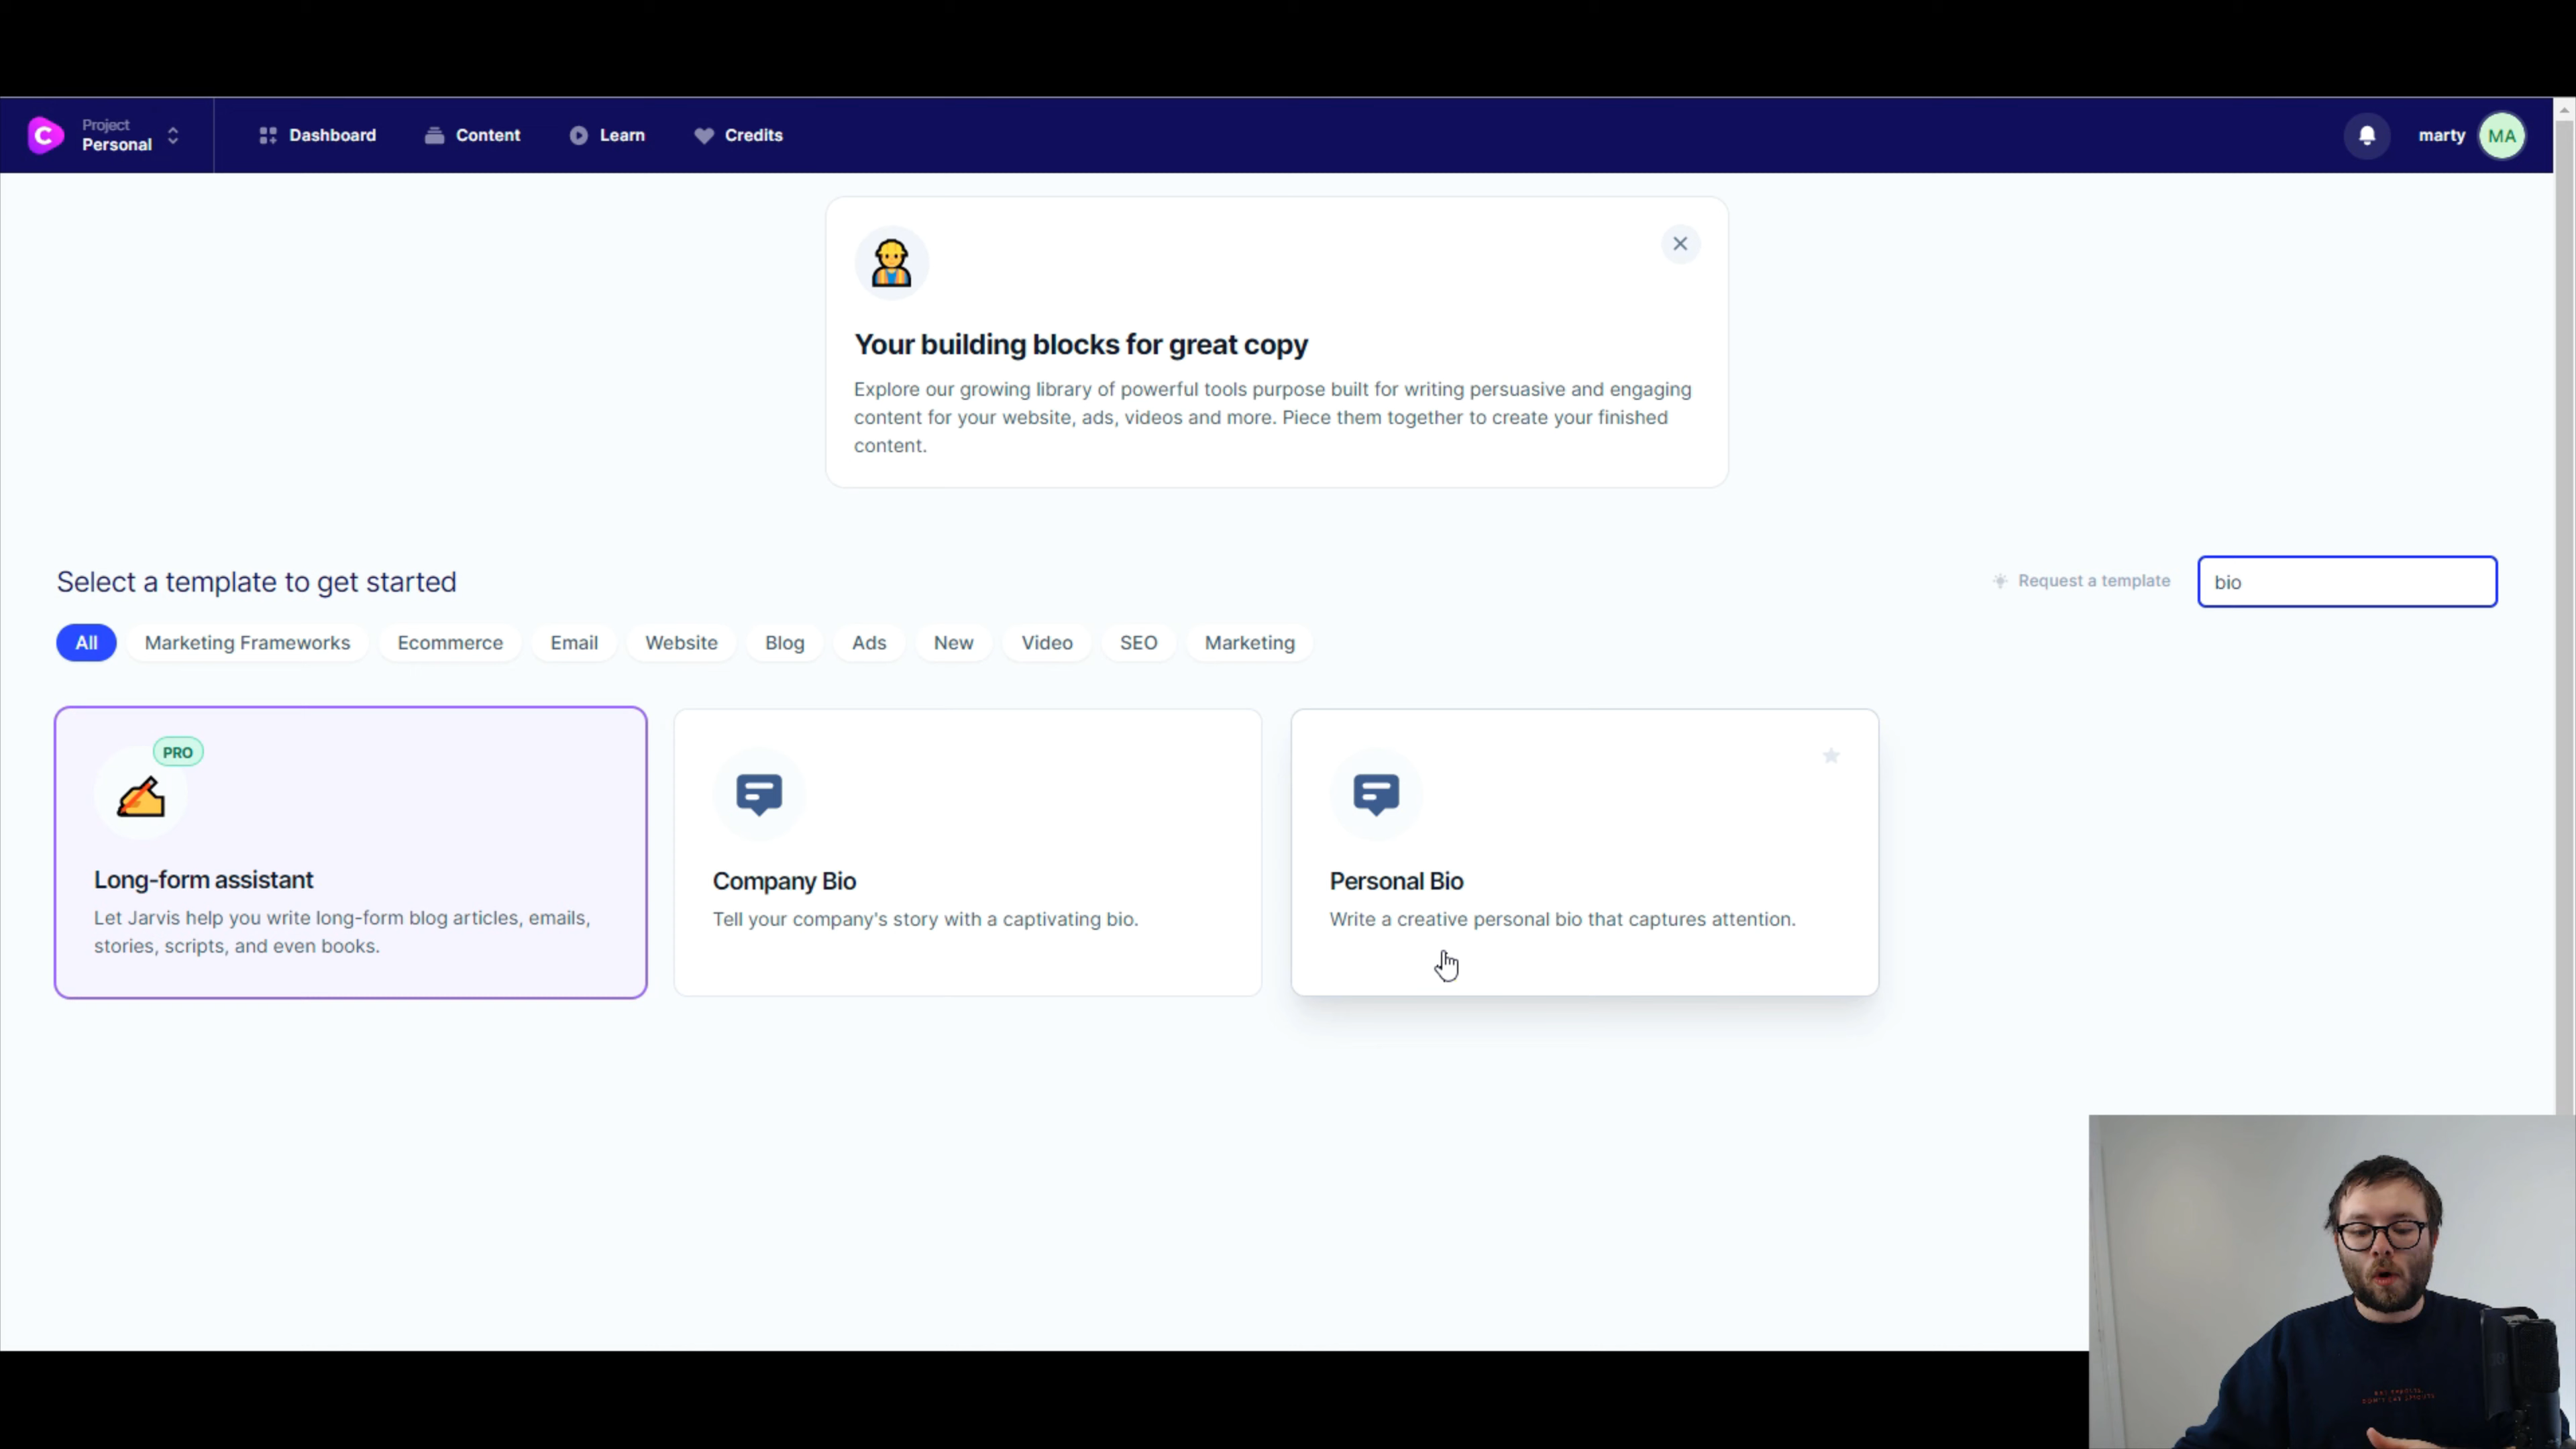 C
Project
Personal
Dashboard
Content
Learn
Credits
marty
MA
Your building blocks for great copy
Explore our growing library of powerful tools purpose built for writing persuasive and engaging
content for your website, ads, videos and more. Piece them together to create your finished
content.
Select a template to get started
Request a template
bio
All
Marketing Frameworks
Ecommerce
Email
Website
Blog
Ads
New
Video
SEO
Marketing
PRO
Long-form assistant
Let Jarvis help you write long-form blog articles, emails,
stories, scripts, and even books.
Company Bio
Tell your company's story with a captivating bio.
Personal Bio
Write a creative personal bio that captures attention.